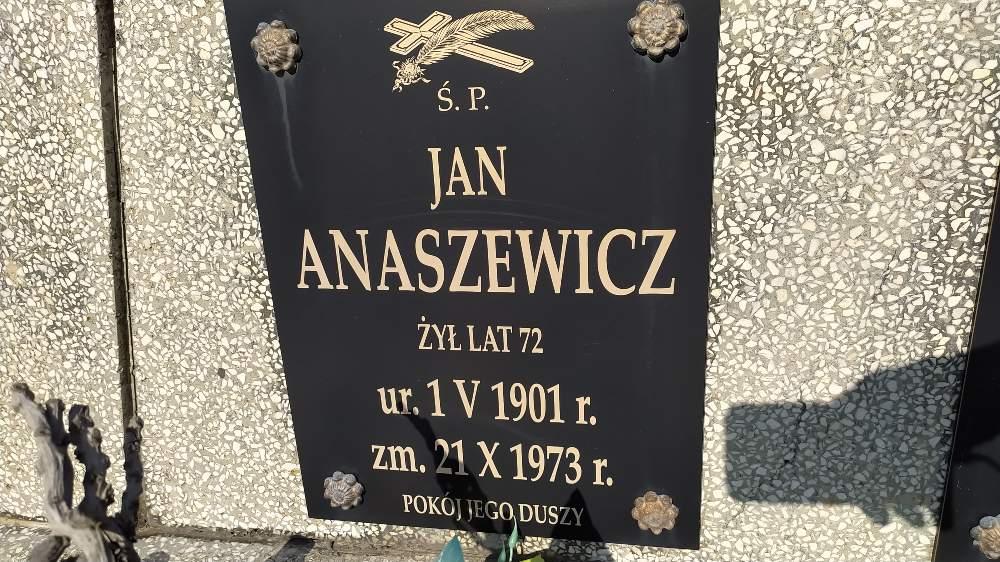 Ś. P.
JAN
ANASZEWICZ
ŻYŁ LAT 72
ur. 1 V 1901 r.
zm. 21 X 1973 r.
POKÓJ JEGO DUSZY